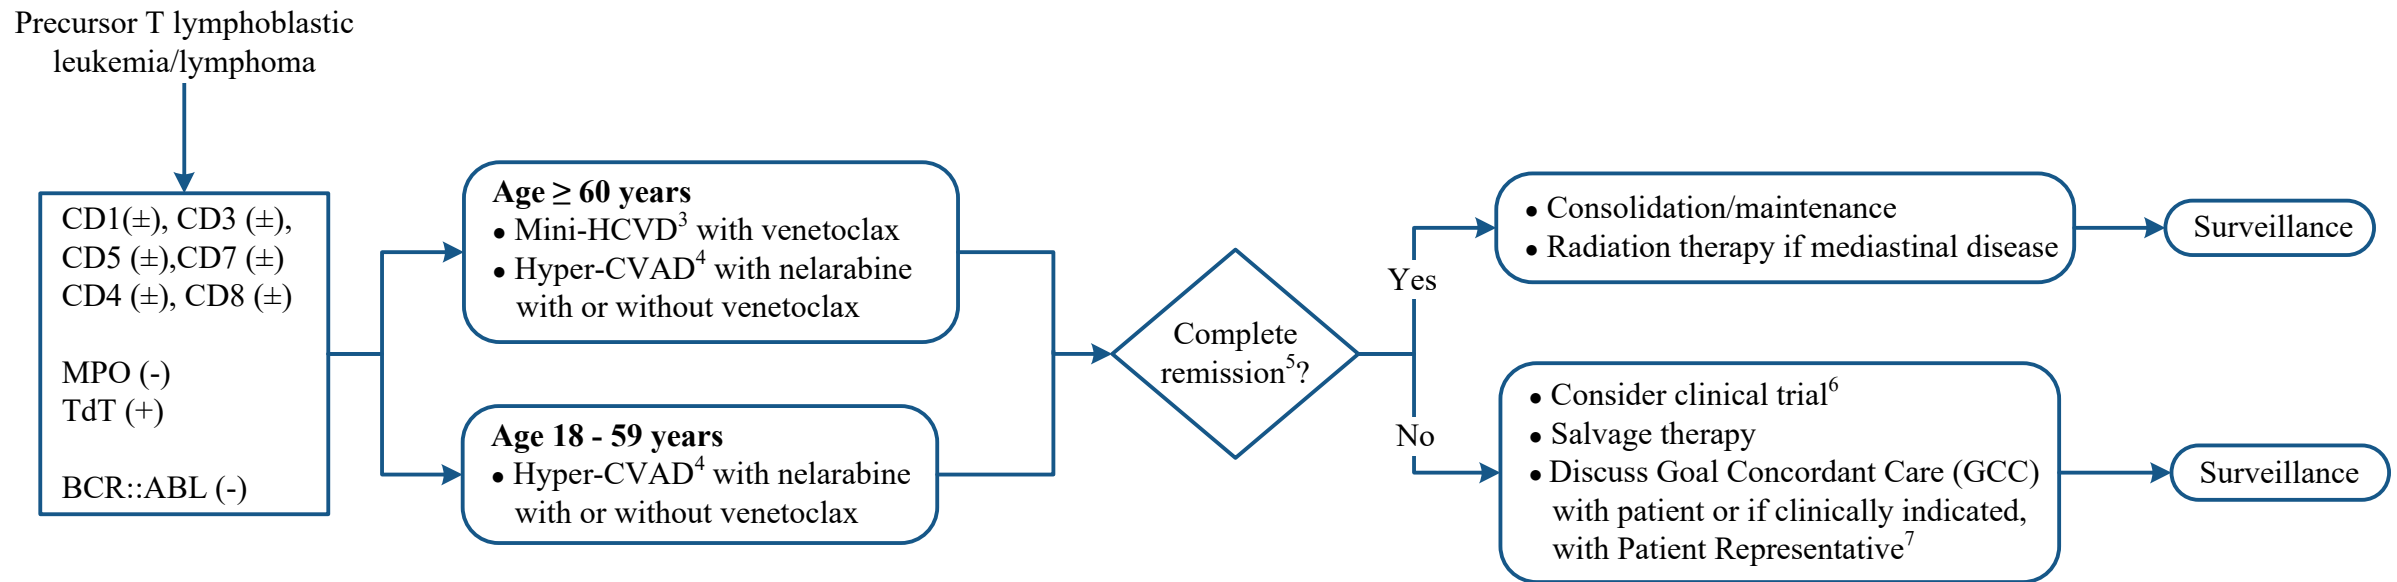 Precursor T lymphoblastic
leukemia/lymphoma
CD1(±), CD3 (±),
CD5 (±),CD7 (±)
CD4 (±), CD8 (±)
MPO (-)
TdT (+)
BCR::ABL (-)
Age ≥ 60 years
• Mini-HCVD³ with venetoclax
• Hyper-CVAD⁴ with nelarabine
with or without venetoclax
Age 18 - 59 years
• Hyper-CVAD⁴ with nelarabine
with or without venetoclax
Complete
remission⁵?
Yes
• Consolidation/maintenance
• Radiation therapy if mediastinal disease
Surveillance
No
• Consider clinical trial⁶
• Salvage therapy
• Discuss Goal Concordant Care (GCC)
with patient or if clinically indicated,
with Patient Representative⁷
Surveillance